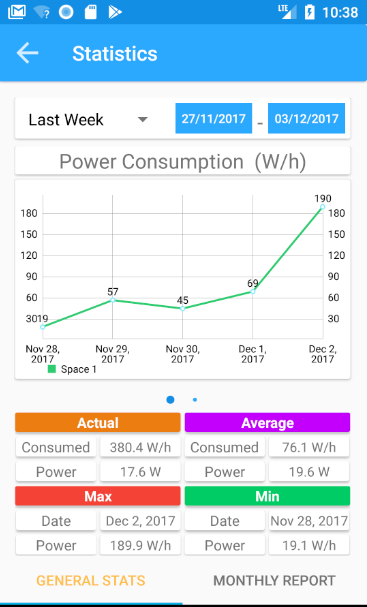 LTE 10:38
Statistics
Last Week 27/11/2017 - 03/12/2017
Power Consumption (W/h)
190
180 180
150 150
120 120
90 90
69
57
60 60
45
30 19 30
Nov 28, 2017 Nov 29, 2017 Nov 30, 2017 Dec 1, 2017 Dec 2, 2017
Space 1
Actual Average
Consumed 380.4 W/h Consumed 76.1 W/h
Power 17.6 W Power 19.6 W
Max Min
Date Dec 2, 2017 Date Nov 28, 2017
Power 189.9 W/h Power 19.1 W/h
GENERAL STATS MONTHLY REPORT